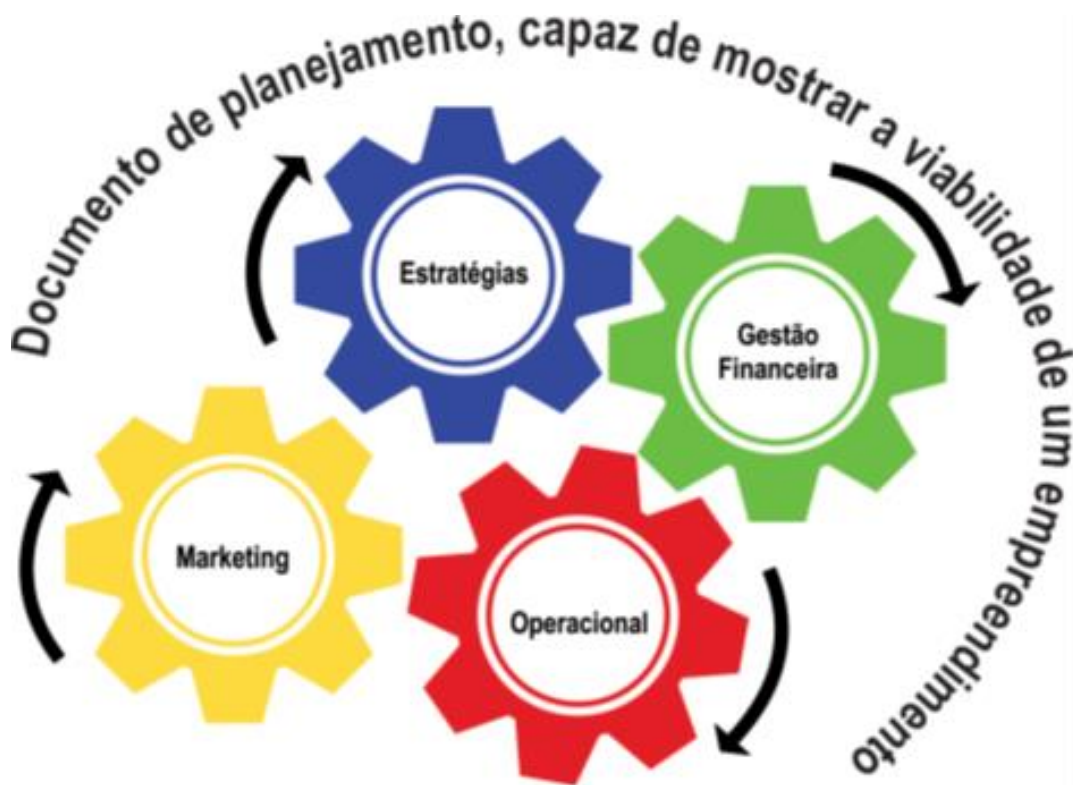 Documento de planejamento, capaz de mostrar a viabilidade de um empreendimento
Estratégias
Gestão
Financeira
Marketing
Operacional